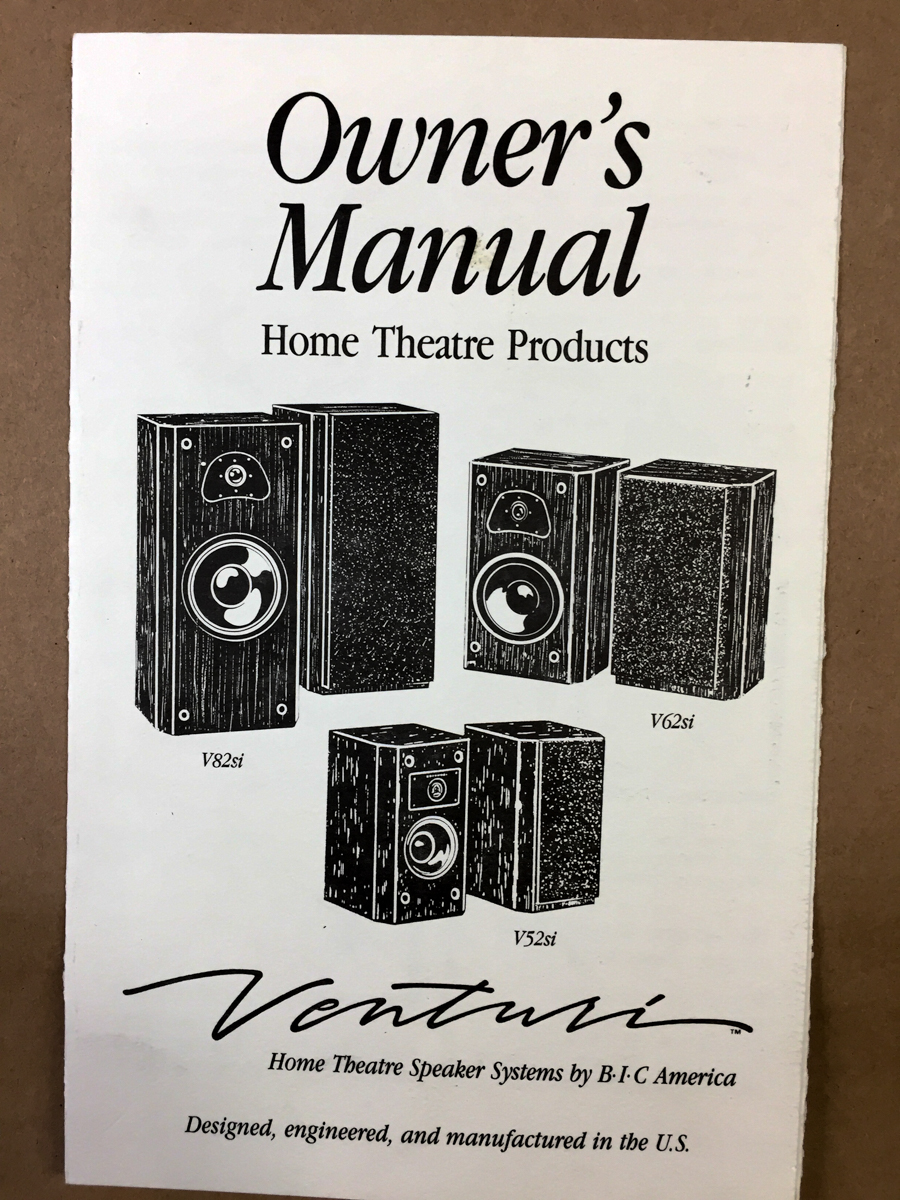 Owner's
Manual
Home Theatre Products
V82si
V62si
V52si
Venturi™
Home Theatre Speaker Systems by B·I·C America
Designed, engineered, and manufactured in the U.S.